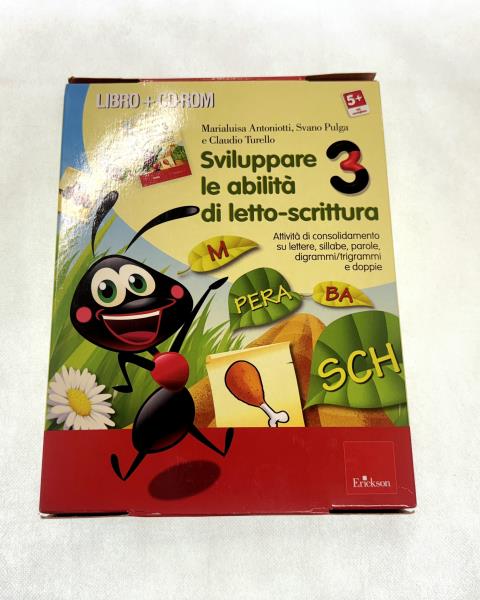 LIBRO + CD-ROM
5+
Marialuisa Antoniotti, Svano Pulga
e Claudio Turello
Sviluppare 3
le abilità
di letto-scrittura
Attività di consolidamento
su lettere, sillabe, parole,
digrammi/trigrammi
e doppie
M
PERA
BA
SCH
Erickson